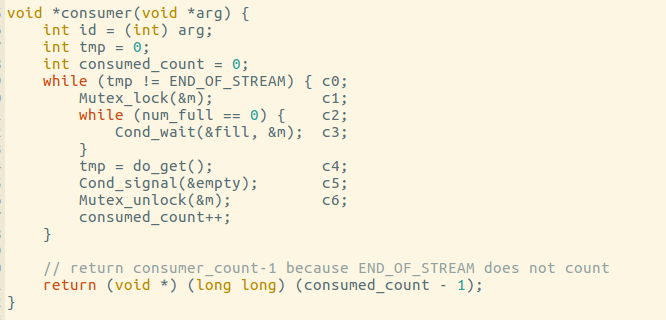 void *consumer(void *arg) {
    int id = (int) arg;
    int tmp = 0;
    int consumed_count = 0;
    while (tmp != END_OF_STREAM) { c0;
        Mutex_lock(&m);            c1;
        while (num_full == 0) {    c2;
            Cond_wait(&fill, &m);  c3;
        }
        tmp = do_get();            c4;
        Cond_signal(&empty);       c5;
        Mutex_unlock(&m);          c6;
        consumed_count++;
    }

    // return consumer_count-1 because END_OF_STREAM does not count
    return (void *) (long long) (consumed_count - 1);
}